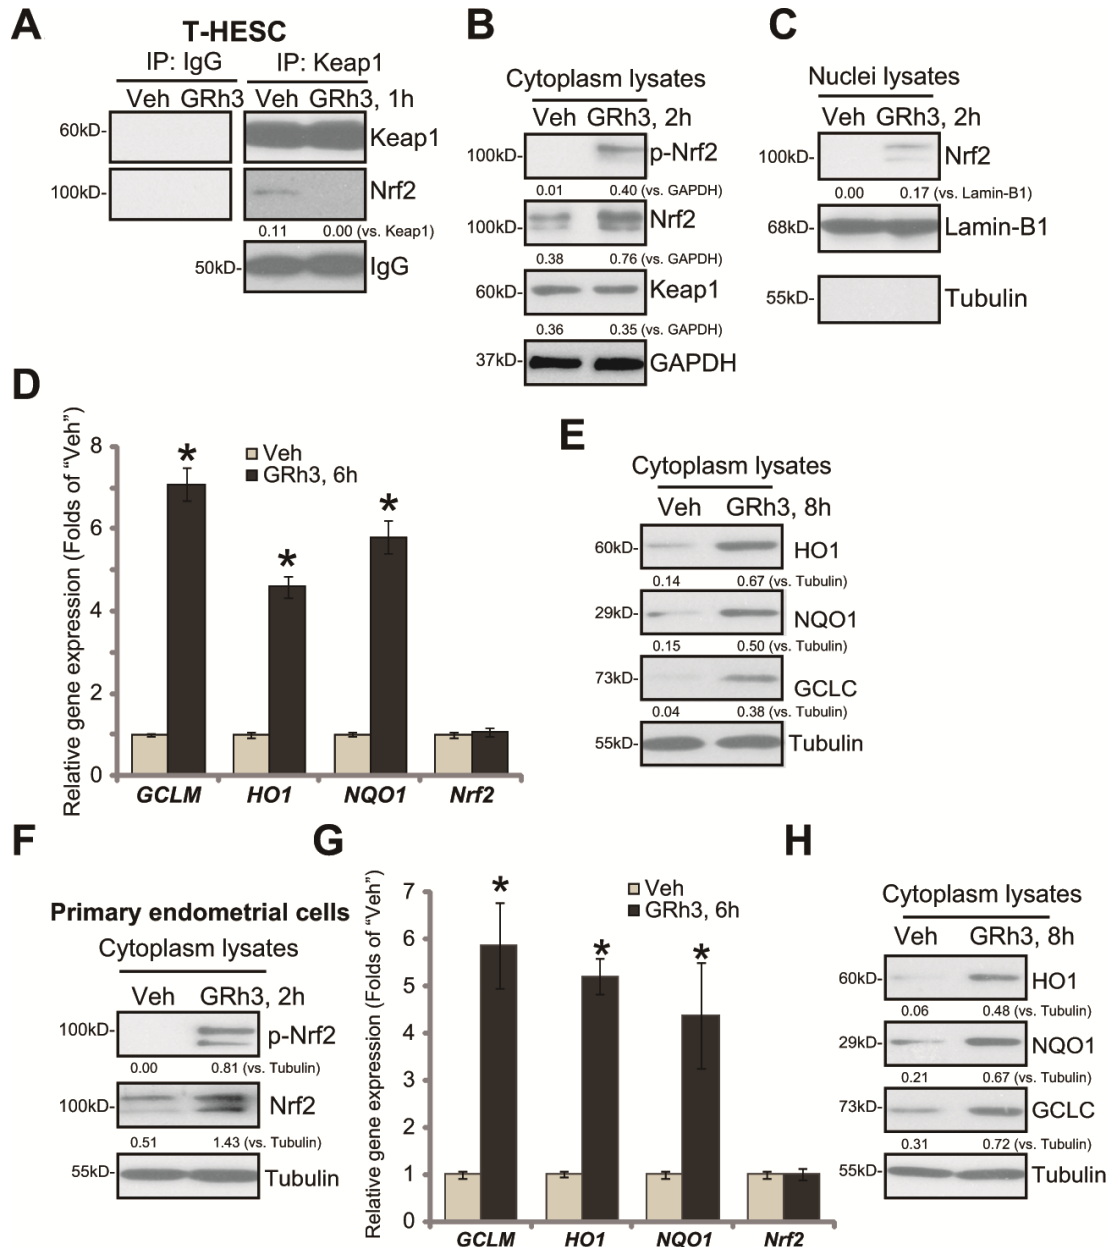 A
T-HESC
IP: IgG
IP: Keap1
Veh GRh3
Veh GRh3, 1h
60kD-
Keap1
100kD-
Nrf2
0.11 0.00 (vs. Keap1)
50kD-
IgG
B
Cytoplasm lysates
Veh GRh3, 2h
100kD-
p-Nrf2
0.01 0.40 (vs. GAPDH)
100kD-
Nrf2
0.38 0.76 (vs. GAPDH)
60kD-
Keap1
0.36 0.35 (vs. GAPDH)
37kD-
GAPDH
C
Nuclei lysates
Veh GRh3, 2h
100kD-
Nrf2
0.00 0.17 (vs. Lamin-B1)
68kD-
Lamin-B1
55kD-
Tubulin
D
Relative gene expression (Folds of "Veh")
8
6
4
2
0
Veh
GRh3, 6h
*
*
*
GCLM HO1 NQO1 Nrf2
E
Cytoplasm lysates
Veh GRh3, 8h
60kD-
HO1
0.14 0.67 (vs. Tubulin)
29kD-
NQO1
0.15 0.50 (vs. Tubulin)
73kD-
GCLC
0.04 0.38 (vs. Tubulin)
55kD-
Tubulin
F
Primary endometrial cells
Cytoplasm lysates
Veh GRh3, 2h
100kD-
p-Nrf2
0.00 0.81 (vs. Tubulin)
100kD-
Nrf2
0.51 1.43 (vs. Tubulin)
55kD-
Tubulin
G
Relative gene expression (Folds of "Veh")
7
6
5
4
3
2
1
0
Veh
GRh3, 6h
*
*
*
GCLM HO1 NQO1 Nrf2
H
Cytoplasm lysates
Veh GRh3, 8h
60kD-
HO1
0.06 0.48 (vs. Tubulin)
29kD-
NQO1
0.21 0.67 (vs. Tubulin)
73kD-
GCLC
0.31 0.72 (vs. Tubulin)
55kD-
Tubulin